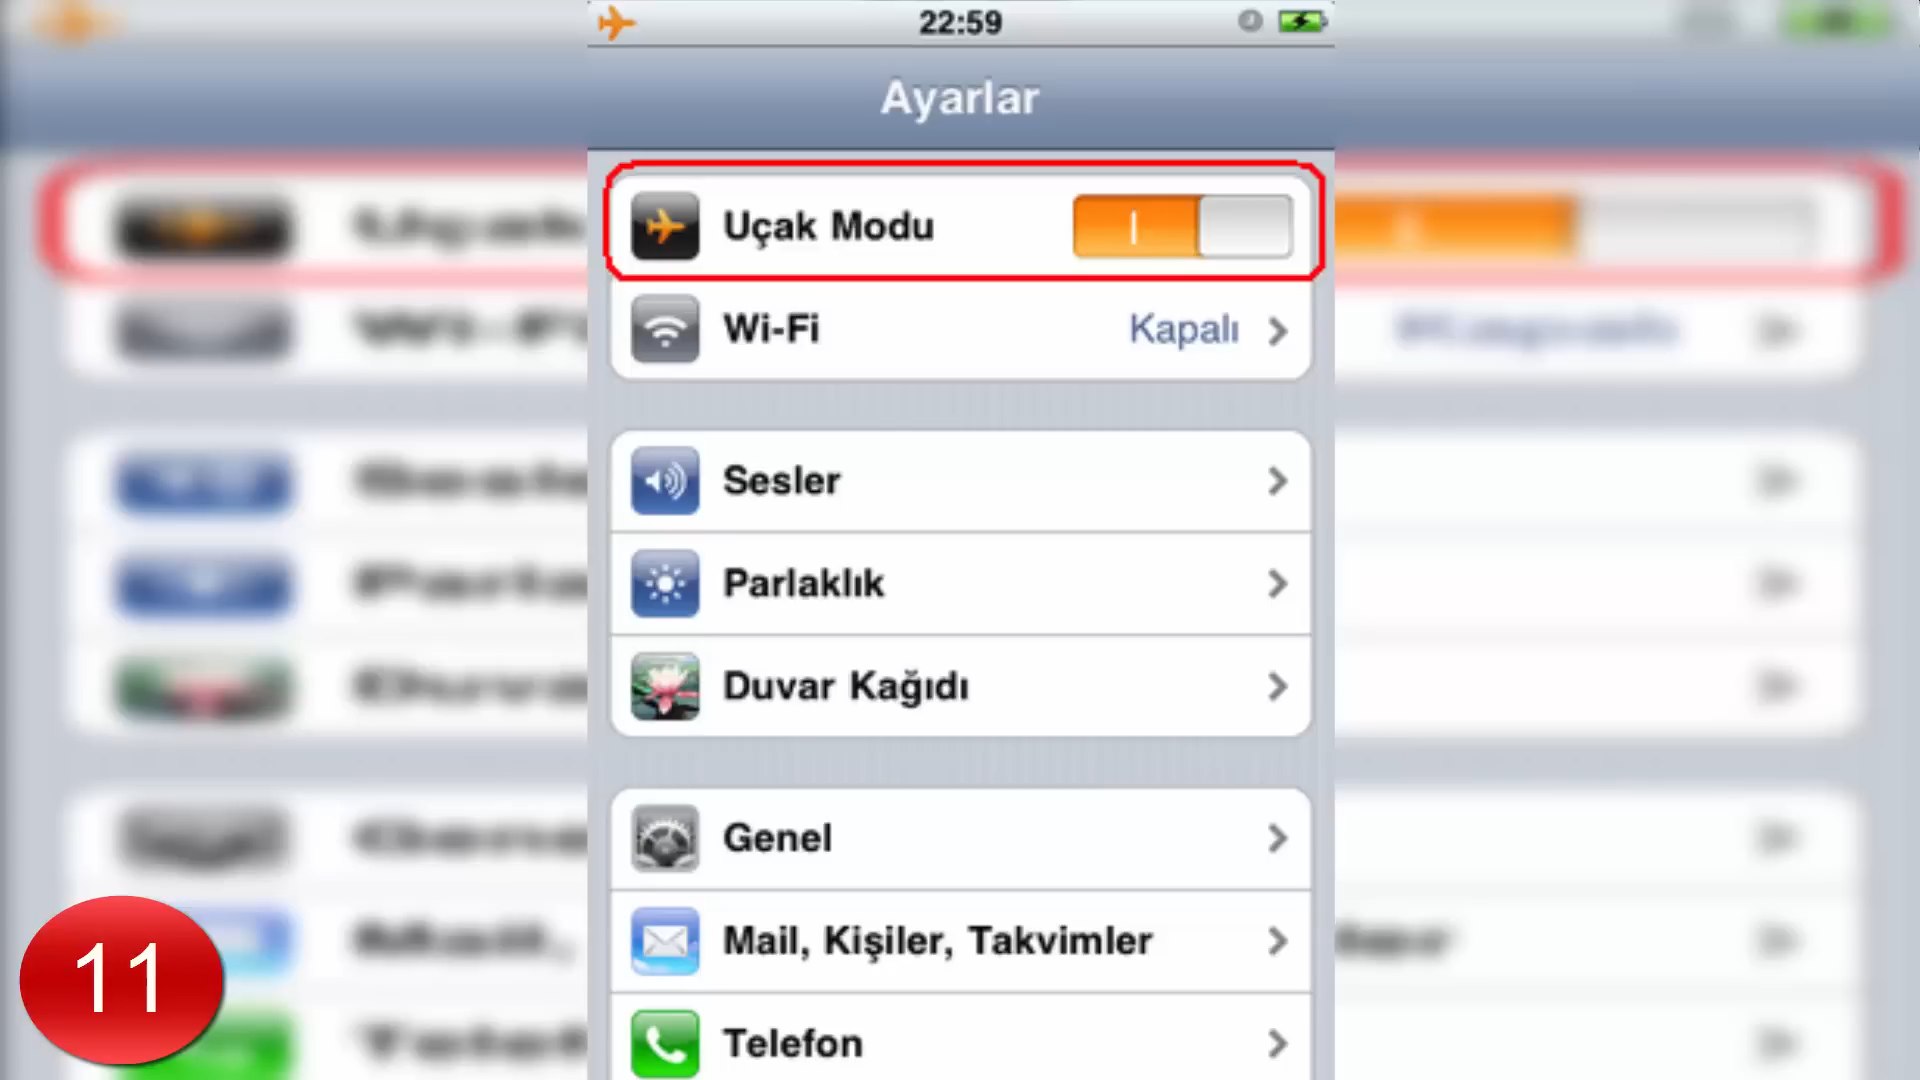 22:59
Ayarlar
Uçak Modu
Wi-Fi Kapalı
Sesler
Parlaklık
Duvar Kağıdı
Genel
Mail, Kişiler, Takvimler
Telefon
11